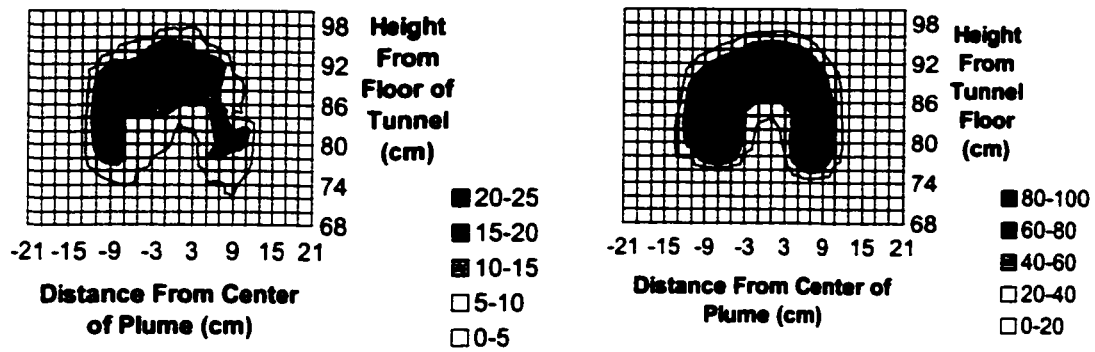 98
92
86
80
74
68
Height
From
Floor of
Tunnel
(cm)
-21 -15 -9 -3 3 9 15 21
Distance From Center
of Plume (cm)
20-25
15-20
10-15
5-10
0-5
98
92
86
80
74
68
Height
From
Tunnel
Floor
(cm)
-21 -15 -9 -3 3 9 15 21
Distance From Center of
Plume (cm)
80-100
60-80
40-60
20-40
0-20